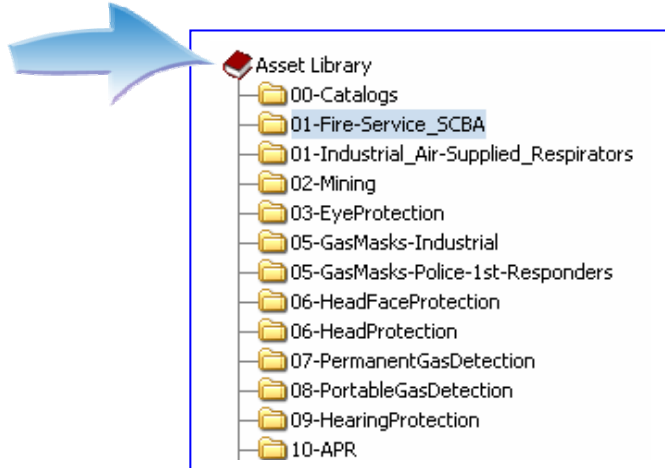 Asset Library
00-Catalogs
01-Fire-Service_SCBA
01-Industrial_Air-Supplied_Respirators
02-Mining
03-EyeProtection
05-GasMasks-Industrial
05-GasMasks-Police-1st-Responders
06-HeadFaceProtection
06-HeadProtection
07-PermanentGasDetection
08-PortableGasDetection
09-HearingProtection
10-APR